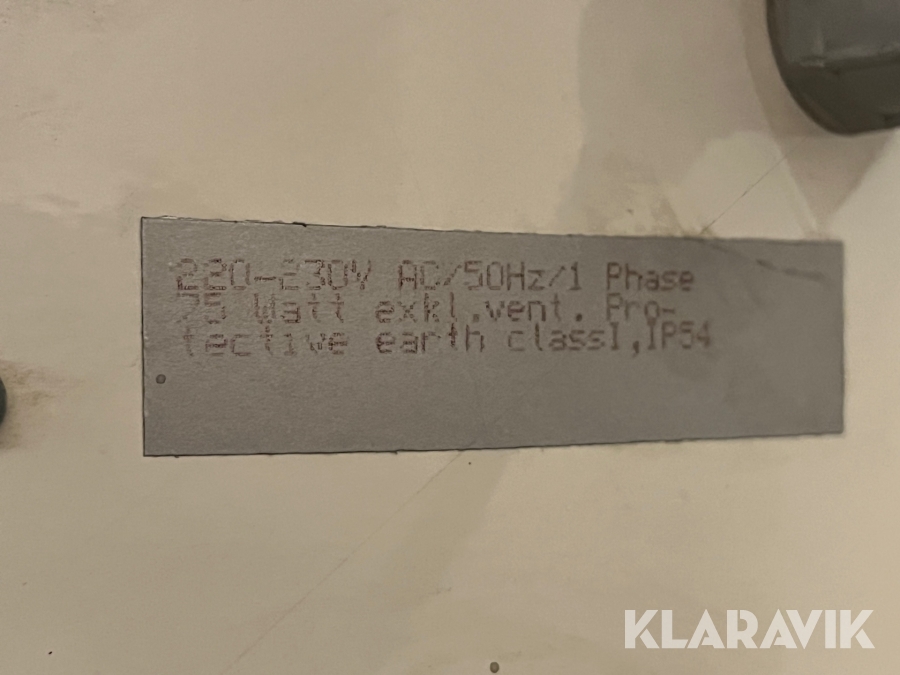 220-230V AC/50Hz/1 Phase
75 Watt exkl.vent. Pro-
tective earth classI,IP54
KLARAVIK